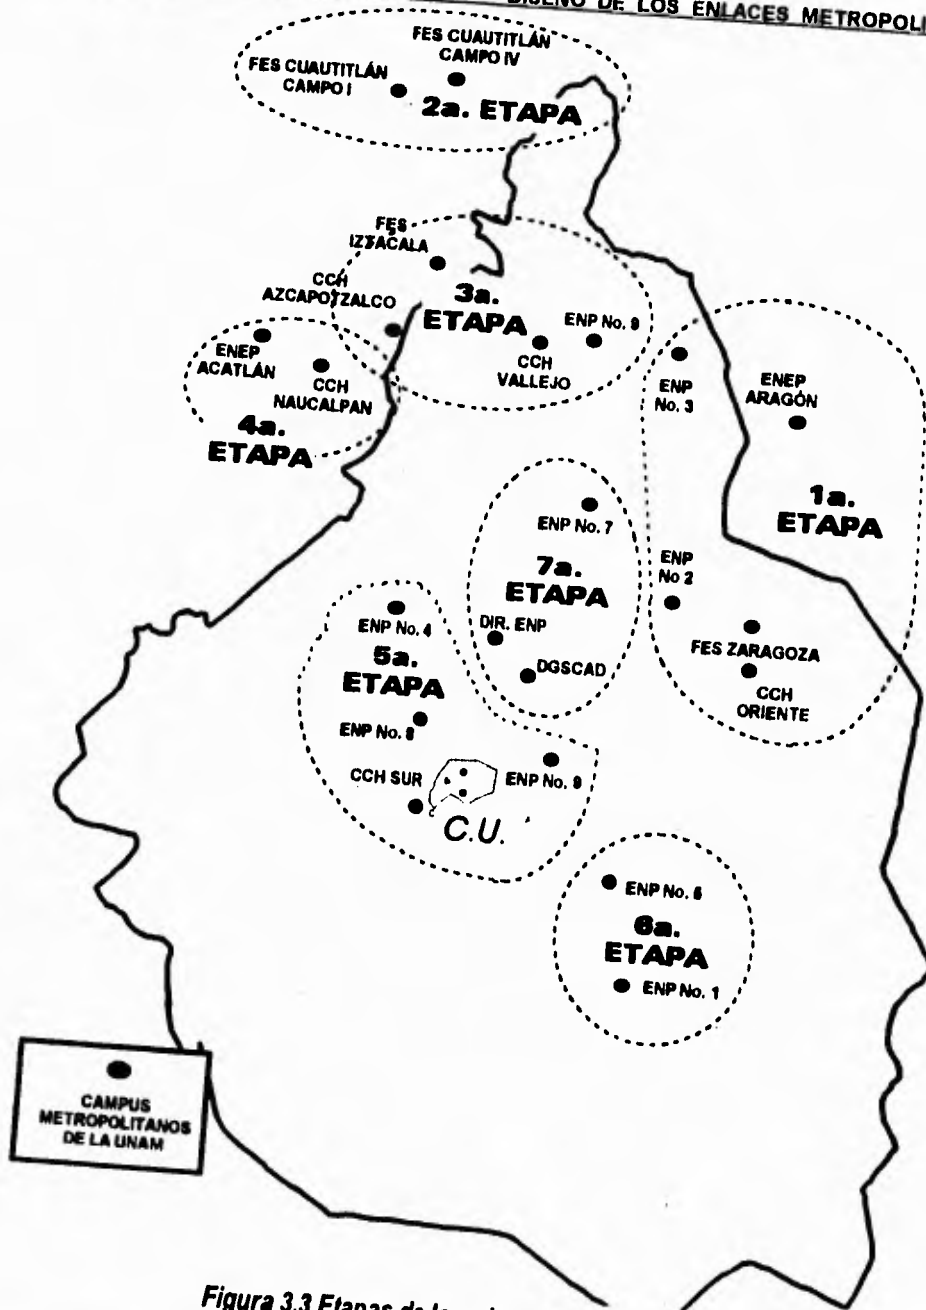 DISEÑO DE LOS ENLACES
FES CUAUTITLÁN
CAMPO IV
FES CUAUTITLÁN
CAMPO I
2a. ETAPA
FES
IZTACALA
CCH
AZCAPOTZALCO
3a.
ETAPA
ENP No. 9
CCH
VALLEJO
ENEP
ACATLÁN
CCH
NAUCALPAN
4a.
ETAPA
ENP
No. 3
ENEP
ARAGÓN
1a.
ETAPA
ENP No. 7
7a.
ETAPA
ENP
No 2
DIR. ENP
DGSCAD
FES ZARAGOZA
CCH
ORIENTE
ENP No. 4
5a.
ETAPA
ENP No. 8
CCH SUR
ENP No. 9
C.U.
ENP No. 5
6a.
ETAPA
ENP No. 1
CAMPUS
METROPOLITANOS
DE LA UNAM
Figura 3.3 Etapas de